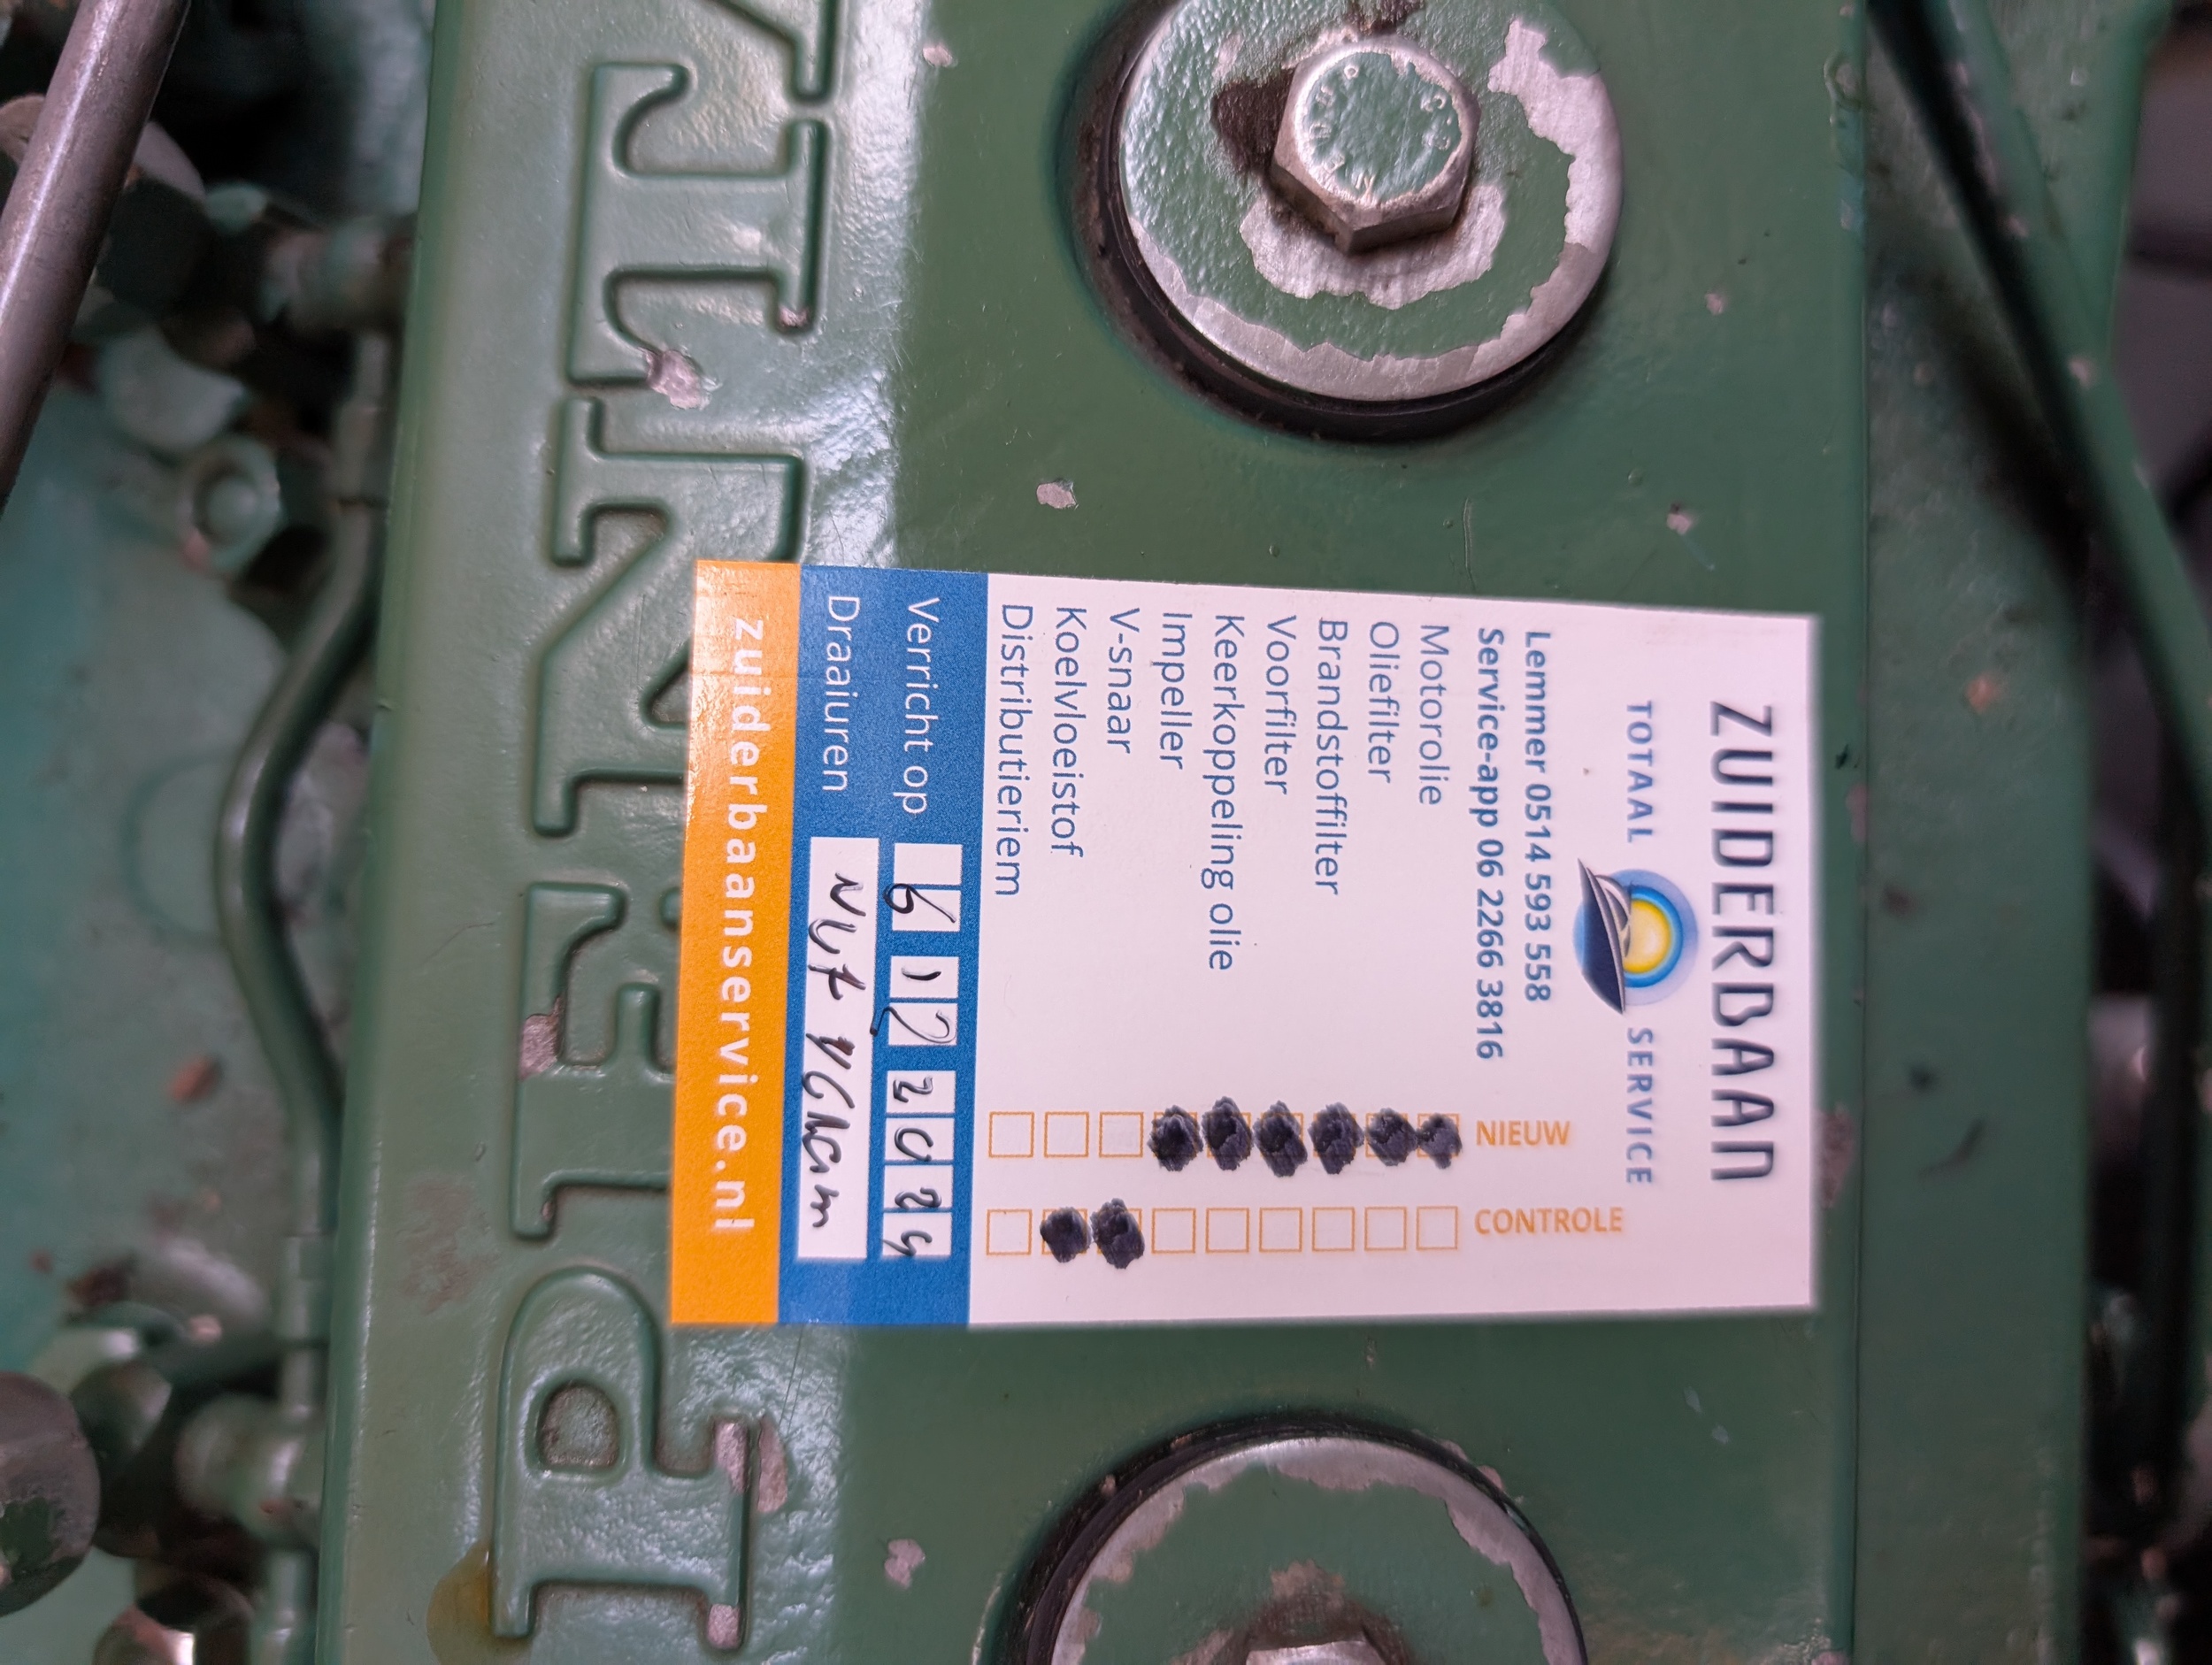 ZUIDERBAAN
TOTAAL SERVICE
Lemmer 0514 593 558
Service-app 06 2266 3816
NIEUW CONTROLE
Motorolie
Oliefilter
Brandstoffilter
Voorfilter
Keerkoppeling olie
Impeller
V-snaar
Koelvloeistof
Distributieriem
Verricht op 6 12 2024
Draaiuren
zuiderbaanservice.nl
PENTA